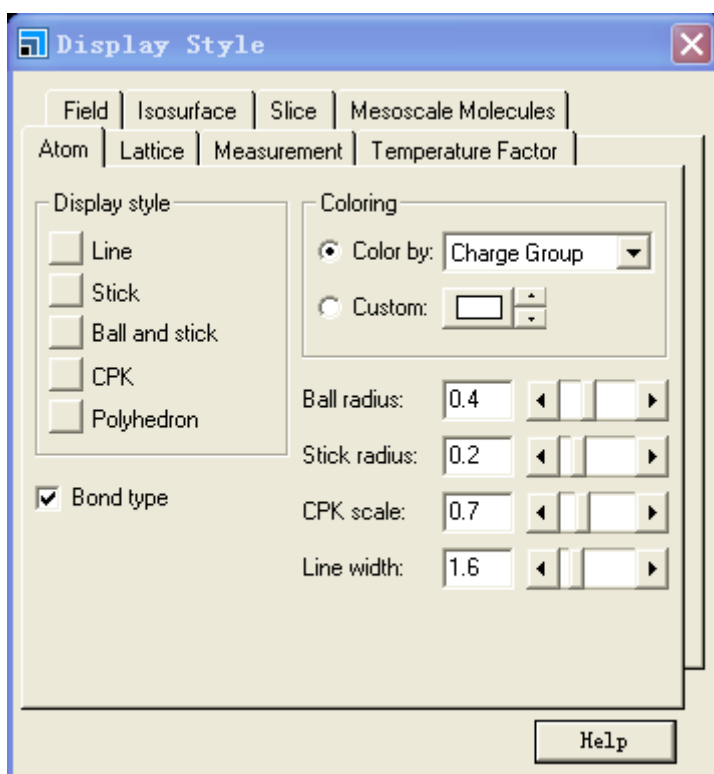 Display Style
Field Isosurface Slice Mesoscale Molecules
Atom Lattice Measurement Temperature Factor
Display style
Line
Stick
Ball and stick
CPK
Polyhedron
Bond type
Coloring
Color by: Charge Group
Custom:
Ball radius: 0.4
Stick radius: 0.2
CPK scale: 0.7
Line width: 1.6
Help